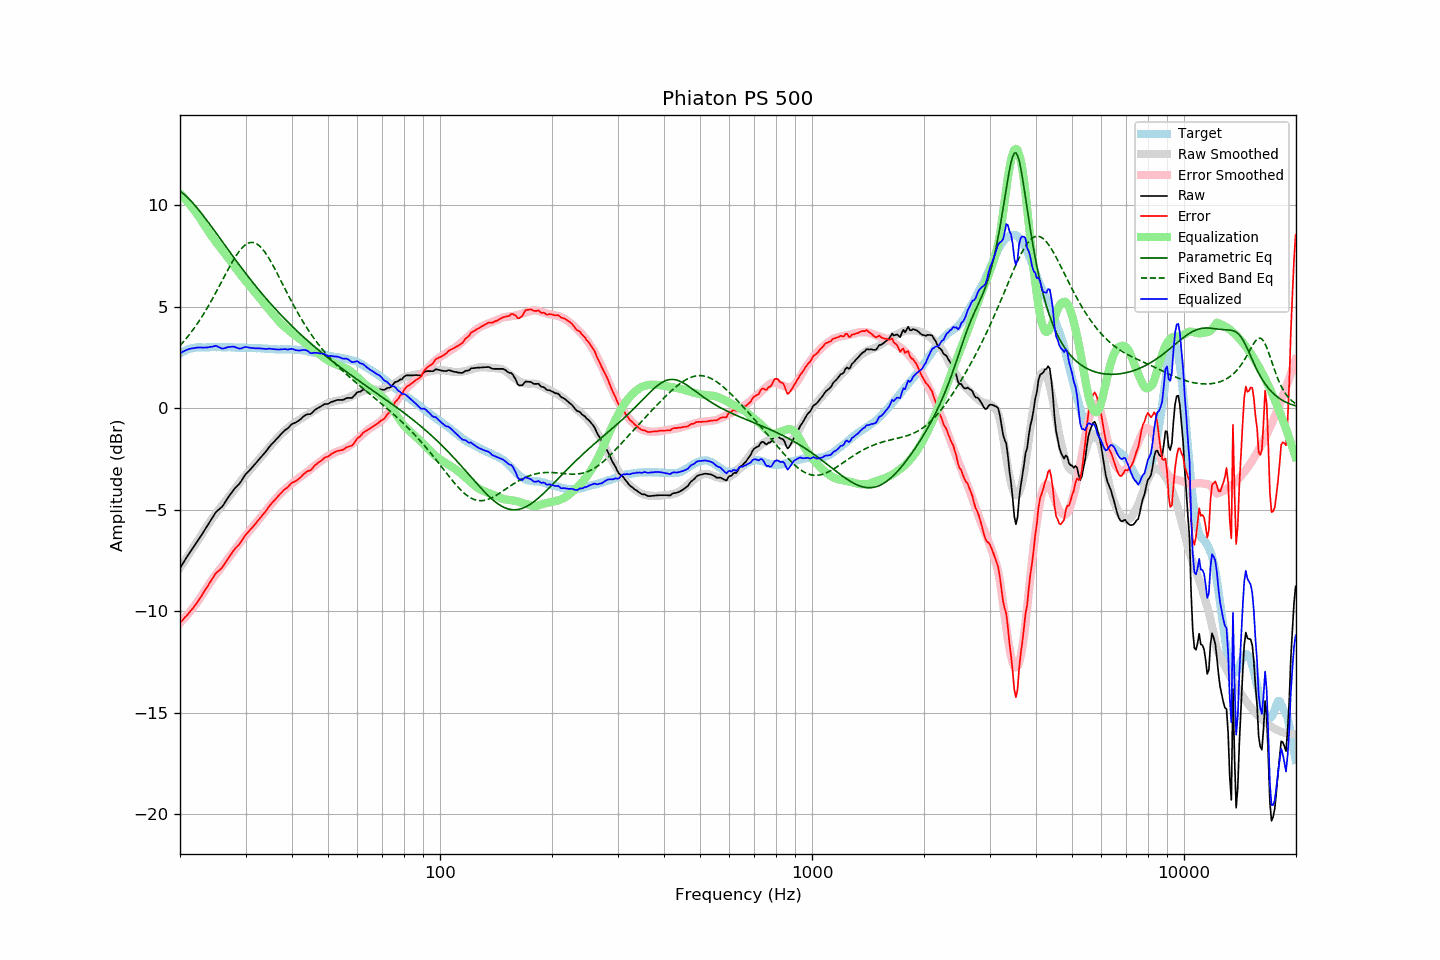 Phiaton PS 500
Target
Raw Smoothed
Error Smoothed
Raw
Error
Equalization
Parametric Eq
Fixed Band Eq
Equalized
10
5
0
−5
−10
−15
−20
Amplitude (dBr)
100
1000
10000
Frequency (Hz)